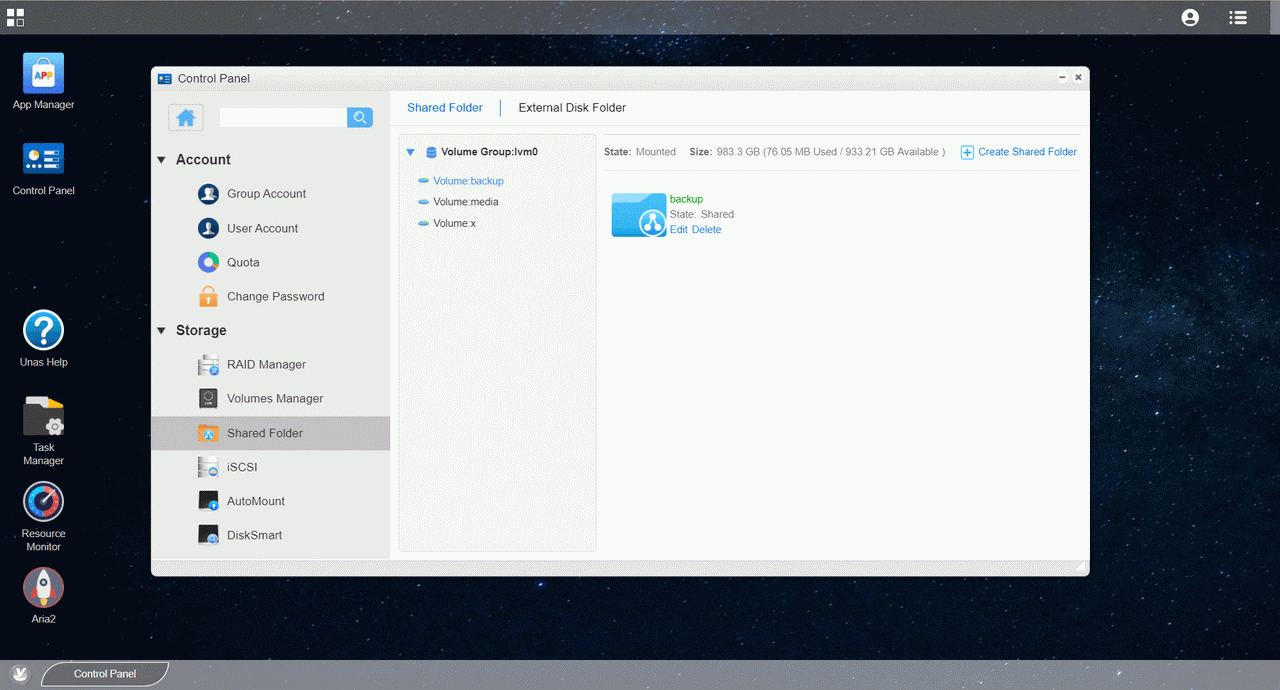 App Manager
Control Panel
Unas Help
Task
Manager
Resource
Monitor
Aria2
Control Panel
Account
Group Account
User Account
Quota
Change Password
Storage
RAID Manager
Volumes Manager
Shared Folder
iSCSI
AutoMount
DiskSmart
Shared Folder
External Disk Folder
Volume Group:lvm0
Volume:backup
Volume:media
Volume:x
State: Mounted Size: 983.3 GB (76.05 MB Used / 933.21 GB Available ) Create Shared Folder
backup
State: Shared
Edit Delete
Control Panel